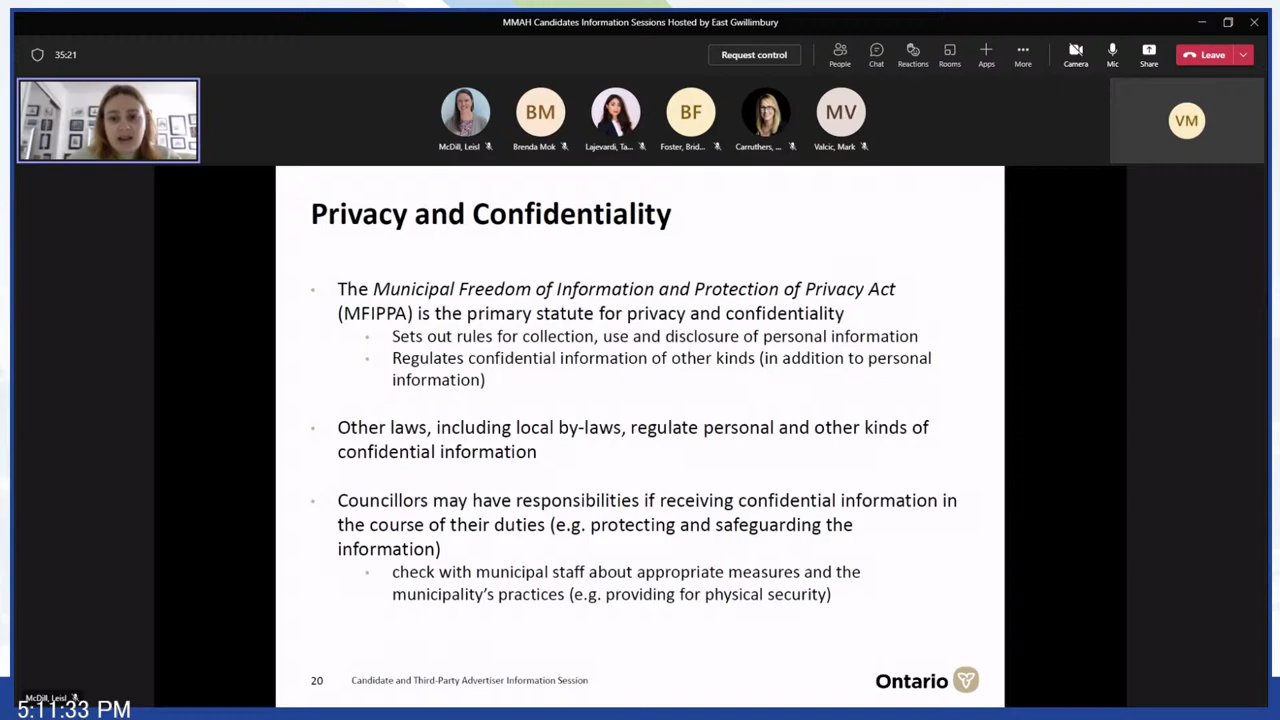 MMAH Candidates Information Sessions Hosted by East Gwillimbury
35:21
Request control
People
Chat
Reactions
Rooms
Apps
More
Camera
Mic
Share
Leave
BM
BF
MV
VM
McDill, Leisl
Brenda Mok
Lajevardi, Ta...
Foster, Brid...
Carruthers, ...
Valcic, Mark
Privacy and Confidentiality
The Municipal Freedom of Information and Protection of Privacy Act
(MFIPPA) is the primary statute for privacy and confidentiality
Sets out rules for collection, use and disclosure of personal information
Regulates confidential information of other kinds (in addition to personal
information)
Other laws, including local by-laws, regulate personal and other kinds of
confidential information
Councillors may have responsibilities if receiving confidential information in
the course of their duties (e.g. protecting and safeguarding the
information)
check with municipal staff about appropriate measures and the
municipality's practices (e.g. providing for physical security)
20
Candidate and Third-Party Advertiser Information Session
Ontario
McDill, Leisl
5:11:33 PM